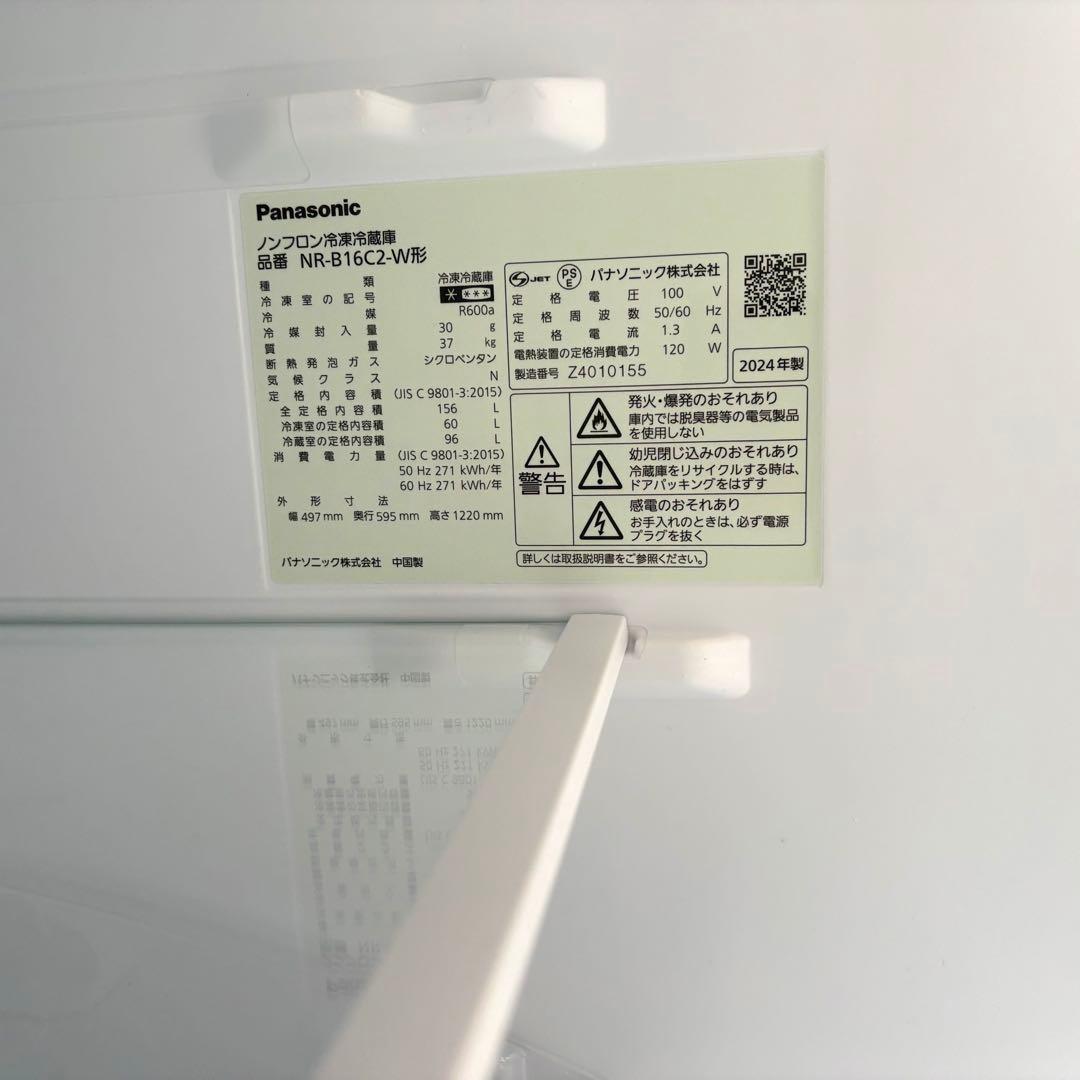 Panasonic
ノンフロン冷凍冷蔵庫
品番 NR-B16C2-W形
種類 冷凍冷蔵庫
冷凍室の記号 * ***
冷媒 R600a
冷媒封入量 30 g
質量 37 kg
断熱発泡ガス シクロペンタン
気候クラス N
定格内容積 (JIS C 9801-3:2015)
全定格内容積 156 L
冷凍室の定格内容積 60 L
冷蔵室の定格内容積 96 L
消費電力量 (JIS C 9801-3:2015)
50 Hz 271 kWh/年
60 Hz 271 kWh/年
外形寸法
幅 497 mm 奥行 595 mm 高さ 1220 mm
パナソニック株式会社 中国製
S JET PS E パナソニック株式会社
定格電圧 100 V
定格周波数 50/60 Hz
定格電流 1.3 A
電熱装置の定格消費電力 120 W
製造番号 Z4010155
2024年製
警告
発火・爆発のおそれあり
庫内では脱臭器等の電気製品
を使用しない
幼児閉じ込みのおそれあり
冷蔵庫をリサイクルする時は、
ドアパッキングをはずす
感電のおそれあり
お手入れのときは、必ず電源
プラグを抜く
詳しくは取扱説明書をご参照ください。